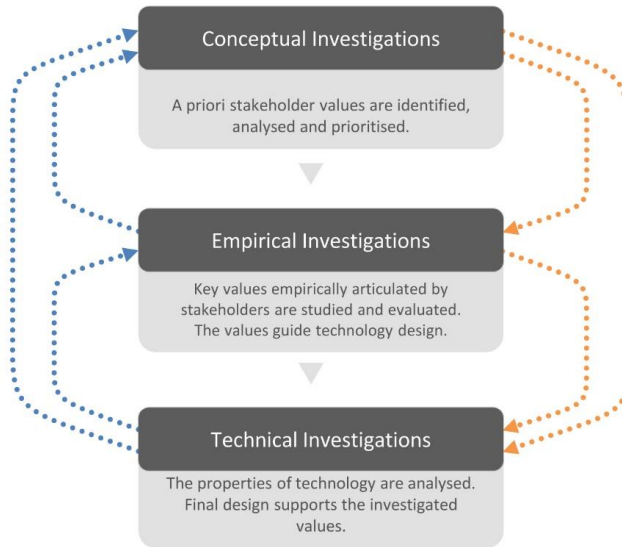 Conceptual Investigations
A priori stakeholder values are identified,
analysed and prioritised.
Empirical Investigations
Key values empirically articulated by
stakeholders are studied and evaluated.
The values guide technology design.
Technical Investigations
The properties of technology are analysed.
Final design supports the investigated
values.